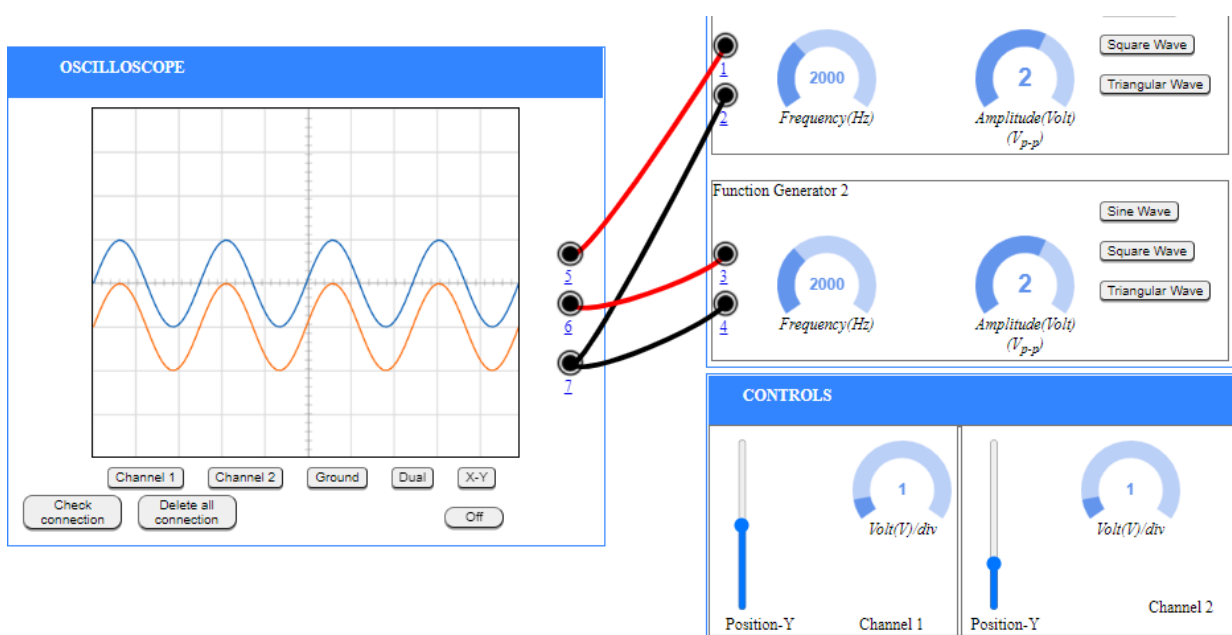 OSCILLOSCOPE
5
6
7
Channel 1
Channel 2
Ground
Dual
X-Y
Check
connection
Delete all
connection
Off
1
2
2000
Frequency(Hz)
2
Amplitude(Volt)
(Vp-p)
Square Wave
Triangular Wave
Function Generator 2
3
4
2000
Frequency(Hz)
2
Amplitude(Volt)
(Vp-p)
Sine Wave
Square Wave
Triangular Wave
CONTROLS
Position-Y
1
Volt(V)/div
Channel 1
Position-Y
1
Volt(V)/div
Channel 2